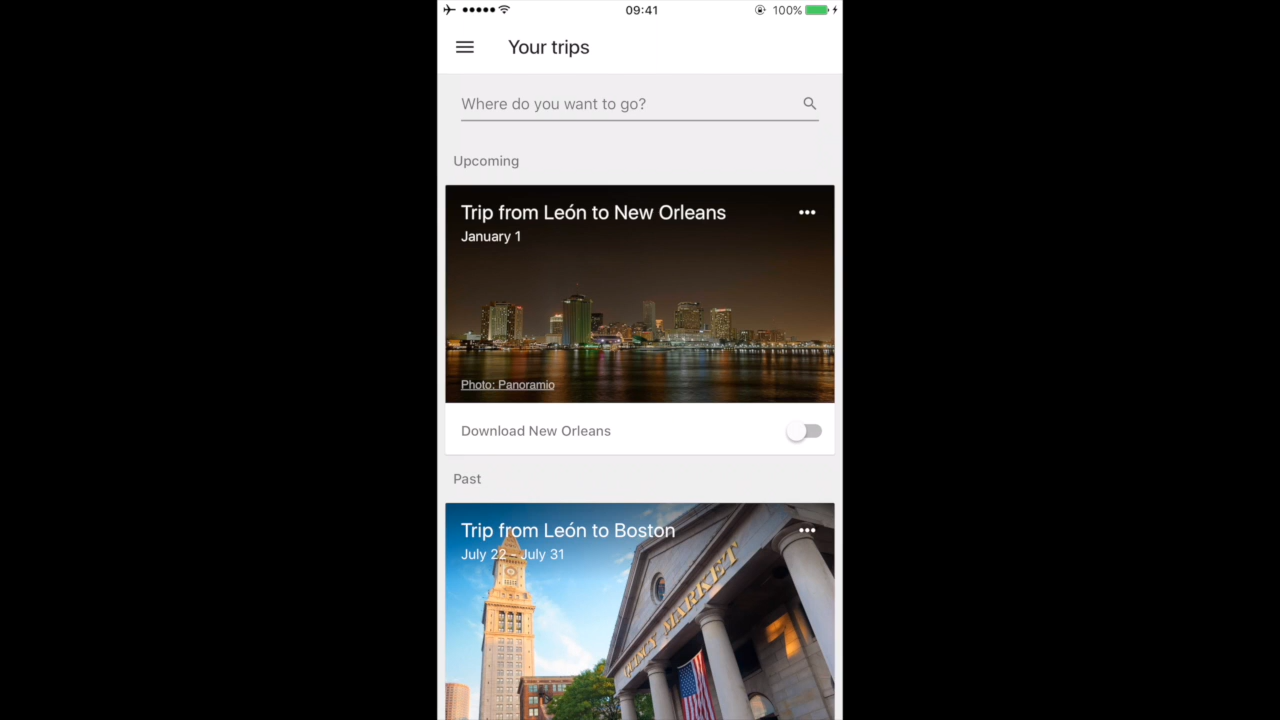 09:41
100%
Your trips
Where do you want to go?
Upcoming
Trip from León to New Orleans
January 1
Photo: Panoramio
Download New Orleans
Past
Trip from León to Boston
July 22 – July 31
QUINCY MARKET